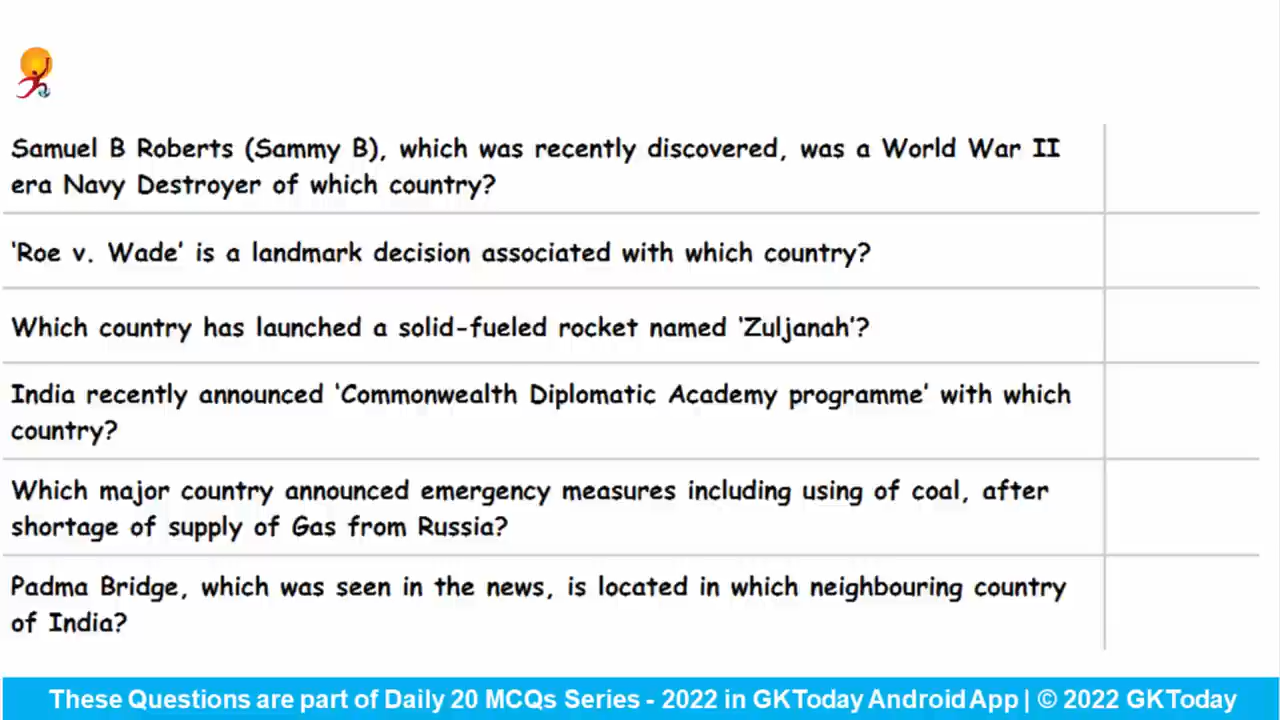 Samuel B Roberts (Sammy B), which was recently discovered, was a World War II
era Navy Destroyer of which country?
‘Roe v. Wade’ is a landmark decision associated with which country?
Which country has launched a solid-fueled rocket named ‘Zuljanah’?
India recently announced ‘Commonwealth Diplomatic Academy programme’ with which
country?
Which major country announced emergency measures including using of coal, after
shortage of supply of Gas from Russia?
Padma Bridge, which was seen in the news, is located in which neighbouring country
of India?
These Questions are part of Daily 20 MCQs Series - 2022 in GKToday Android App | © 2022 GKToday